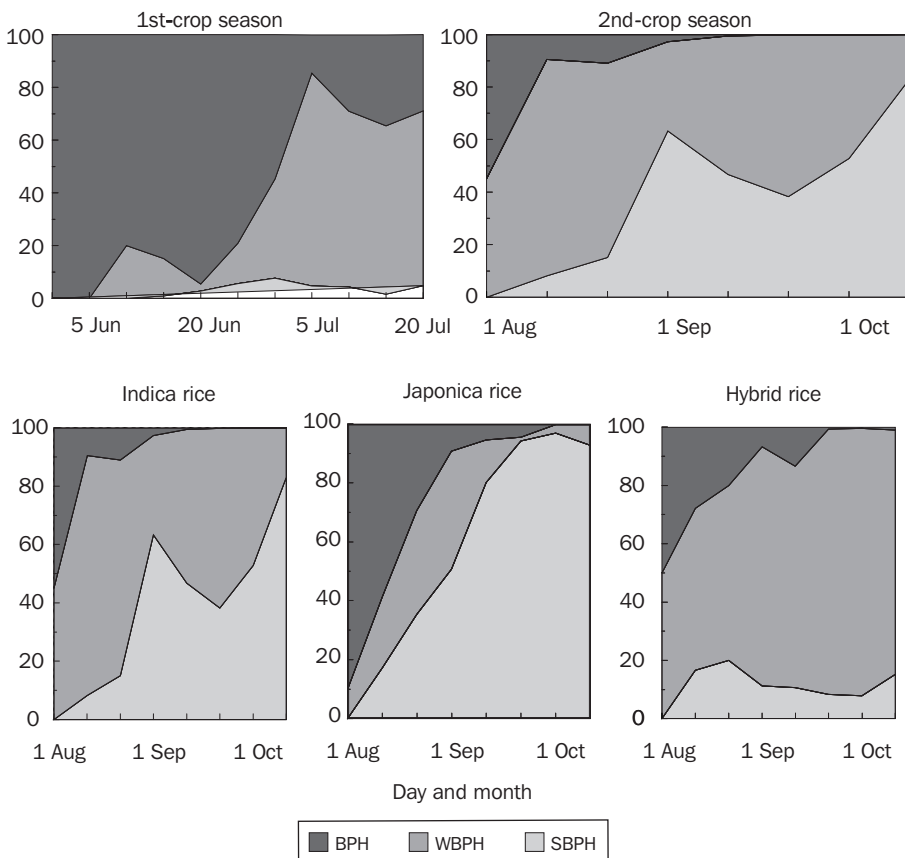 1st-crop season
100
80
60
40
20
0
5 Jun 20 Jun 5 Jul 20 Jul
2nd-crop season
100
80
60
40
20
0
1 Aug 1 Sep 1 Oct
Indica rice
100
80
60
40
20
0
1 Aug 1 Sep 1 Oct
Japonica rice
100
80
60
40
20
0
1 Aug 1 Sep 1 Oct
Hybrid rice
100
80
60
40
20
0
1 Aug 1 Sep 1 Oct
Day and month
BPH WBPH SBPH